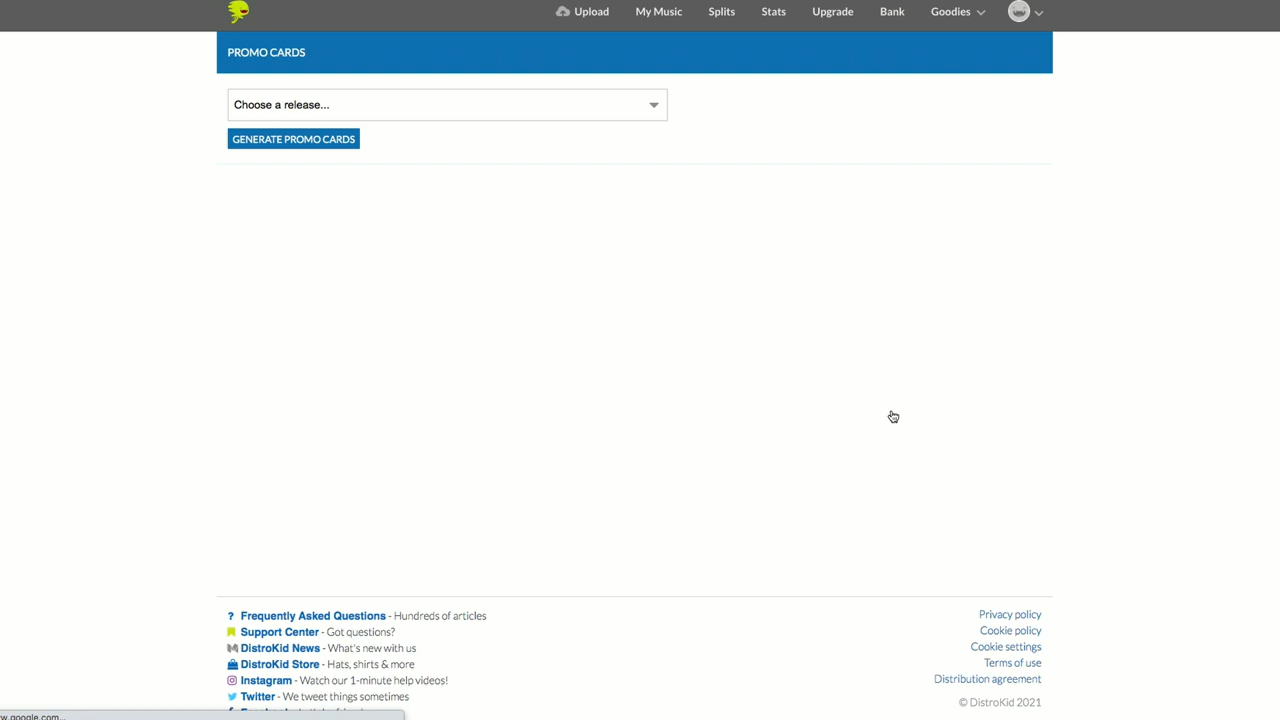 Upload My Music Splits Stats Upgrade Bank Goodies
PROMO CARDS
Choose a release...
GENERATE PROMO CARDS
? Frequently Asked Questions - Hundreds of articles
Support Center - Got questions?
DistroKid News - What's new with us
DistroKid Store - Hats, shirts & more
Instagram - Watch our 1-minute help videos!
Twitter - We tweet things sometimes
Privacy policy
Cookie policy
Cookie settings
Terms of use
Distribution agreement
© DistroKid 2021